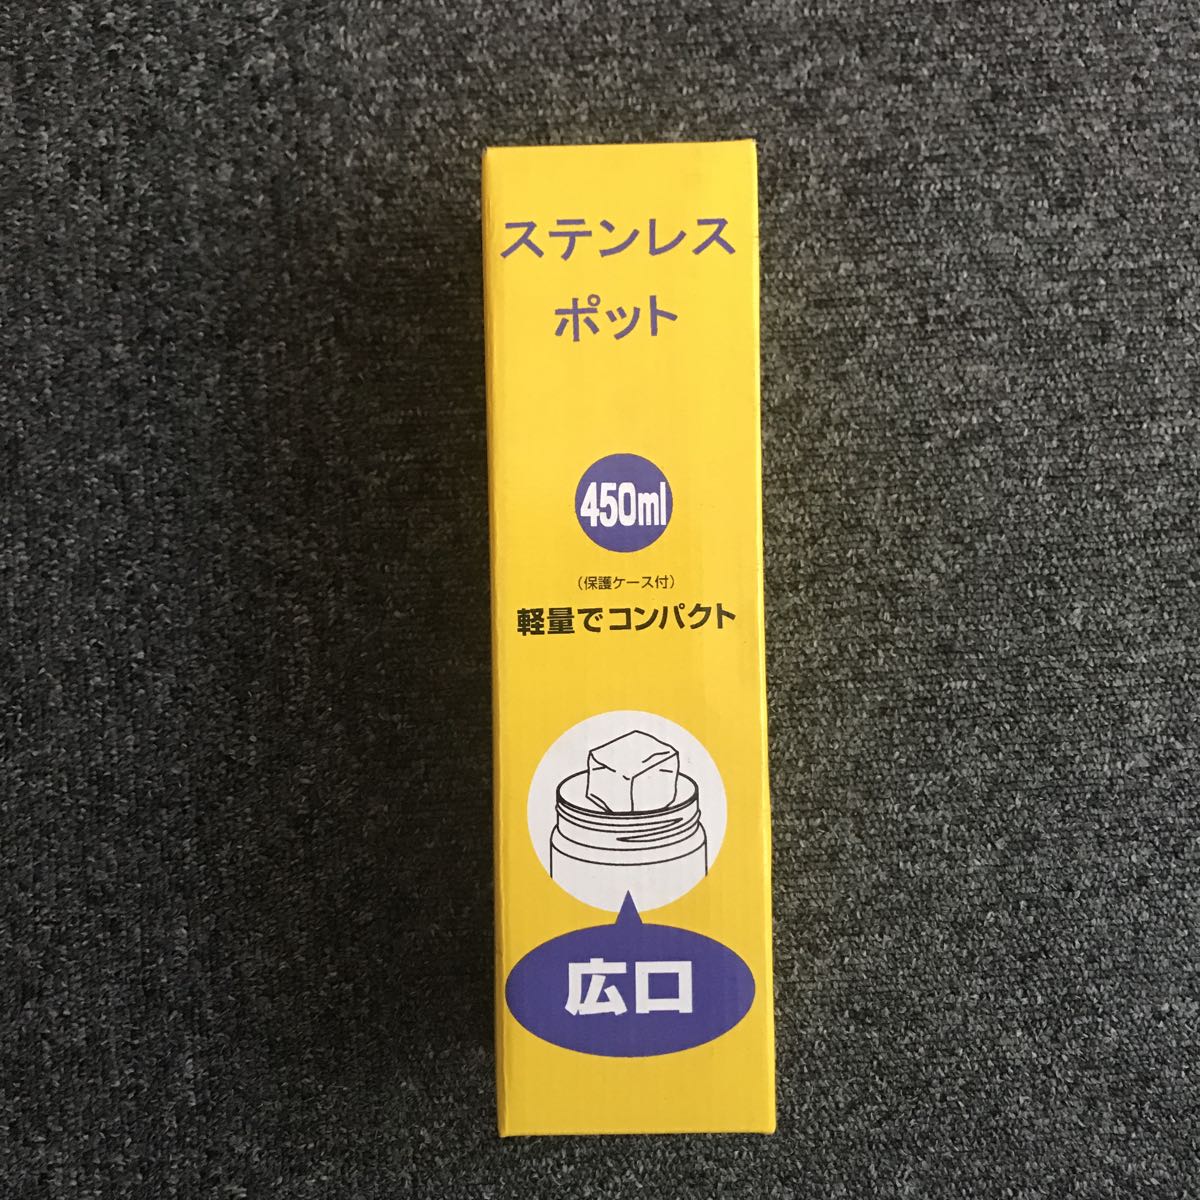 ステンレス
ポット
450ml
（保護ケース付）
軽量でコンパクト
広口